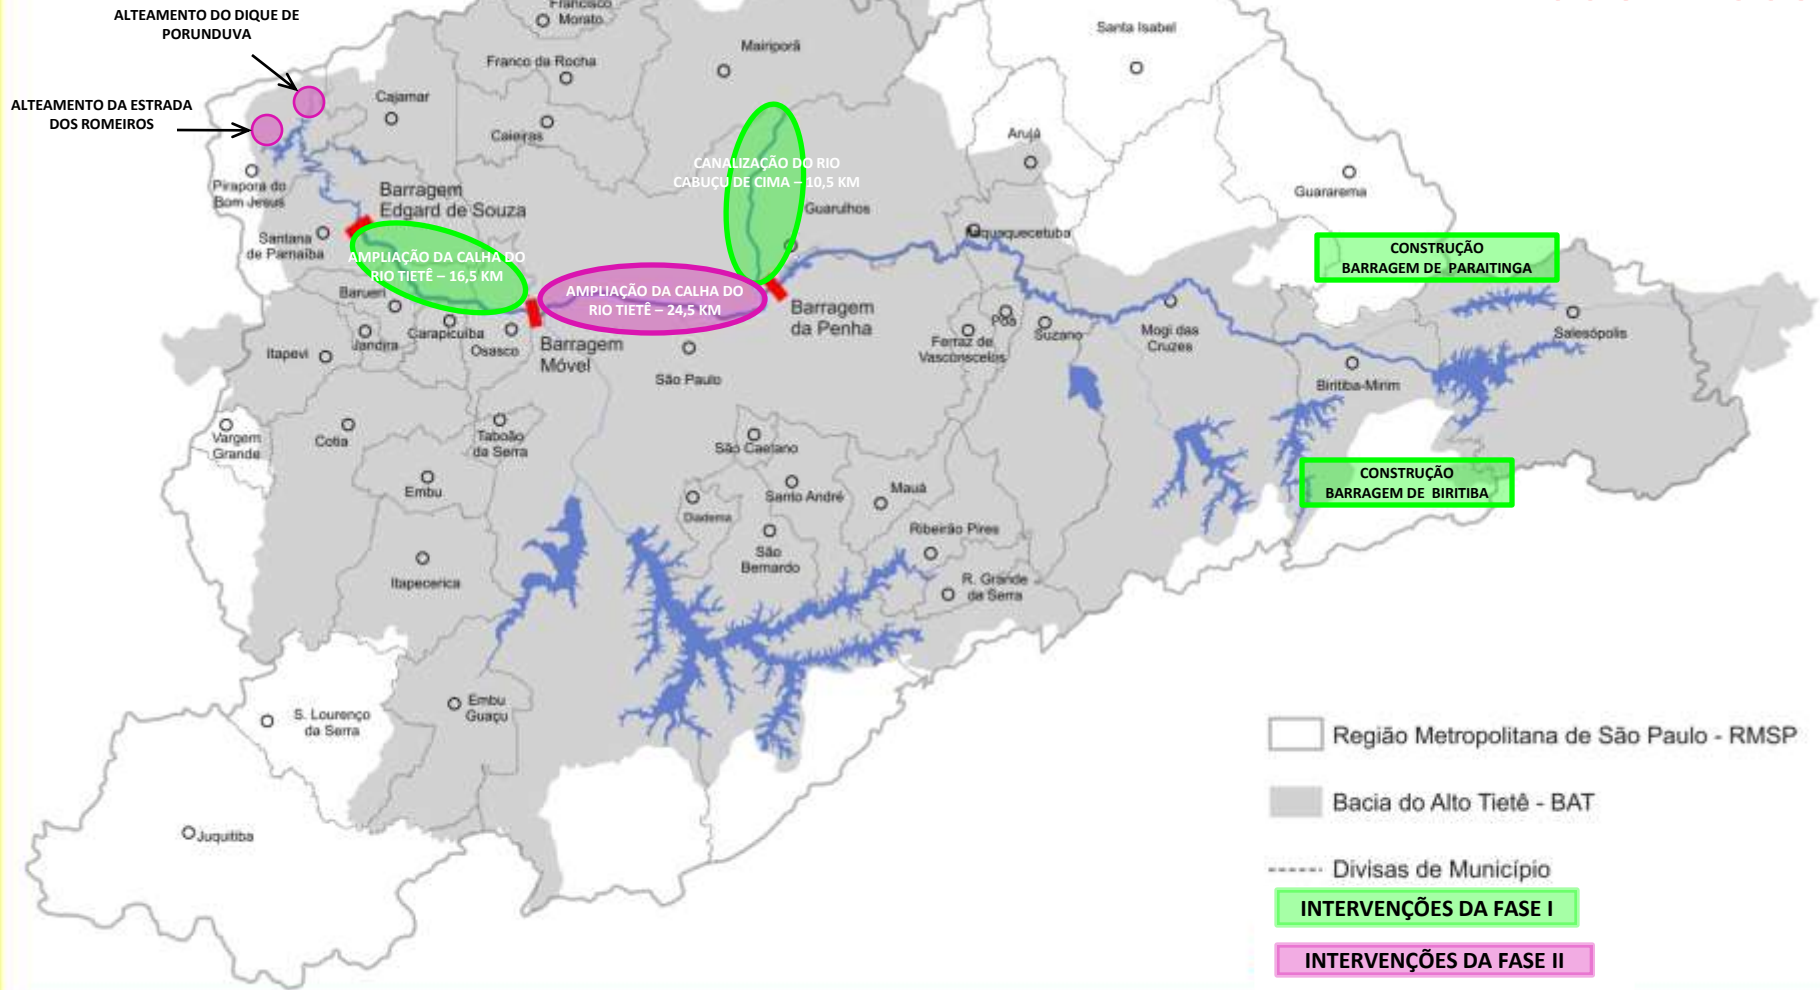 ALTEAMENTO DO DIQUE DE
PORUNDUVA
Francisco
Morato
Santa Isabel
Mairiporã
Franco da Rocha
Cajamar
ALTEAMENTO DA ESTRADA
DOS ROMEIROS
Caieiras
Arujá
CANALIZAÇÃO DO RIO
CABUÇU DE CIMA – 10,5 KM
Pirapora do
Bom Jesus
Guararema
Barragem
Edgard de Souza
Guarulhos
Santana
de Parnaíba
Itaquaquecetuba
CONSTRUÇÃO
BARRAGEM DE PARAITINGA
AMPLIAÇÃO DA CALHA DO
RIO TIETÊ – 16,5 KM
AMPLIAÇÃO DA CALHA DO
RIO TIETÊ – 24,5 KM
Barueri
Barragem
da Penha
Carapicuíba
Jandira
Osasco
Itapevi
Barragem
Móvel
São Paulo
Ferraz de
Vasconscelos
Poá
Suzano
Mogi das
Cruzes
Salesópolis
Biritiba-Mirim
Vargem
Grande
Cotia
Taboão
da Serra
São Caetano
CONSTRUÇÃO
BARRAGEM DE BIRITIBA
Embu
Santo André
Mauá
Diadema
Ribeirão Pires
São
Bernardo
Itapecerica
R. Grande
da Serra
Embu
Guaçu
S. Lourenço
da Serra
Juquitiba
Região Metropolitana de São Paulo - RMSP
Bacia do Alto Tietê - BAT
Divisas de Município
INTERVENÇÕES DA FASE I
INTERVENÇÕES DA FASE II